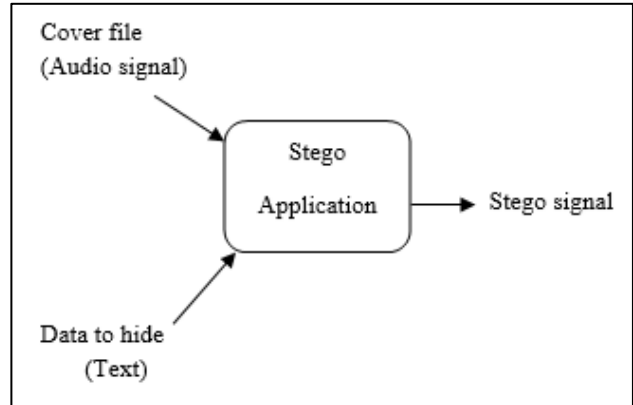 Cover file
(Audio signal)
Stego
Application
Stego signal
Data to hide
(Text)